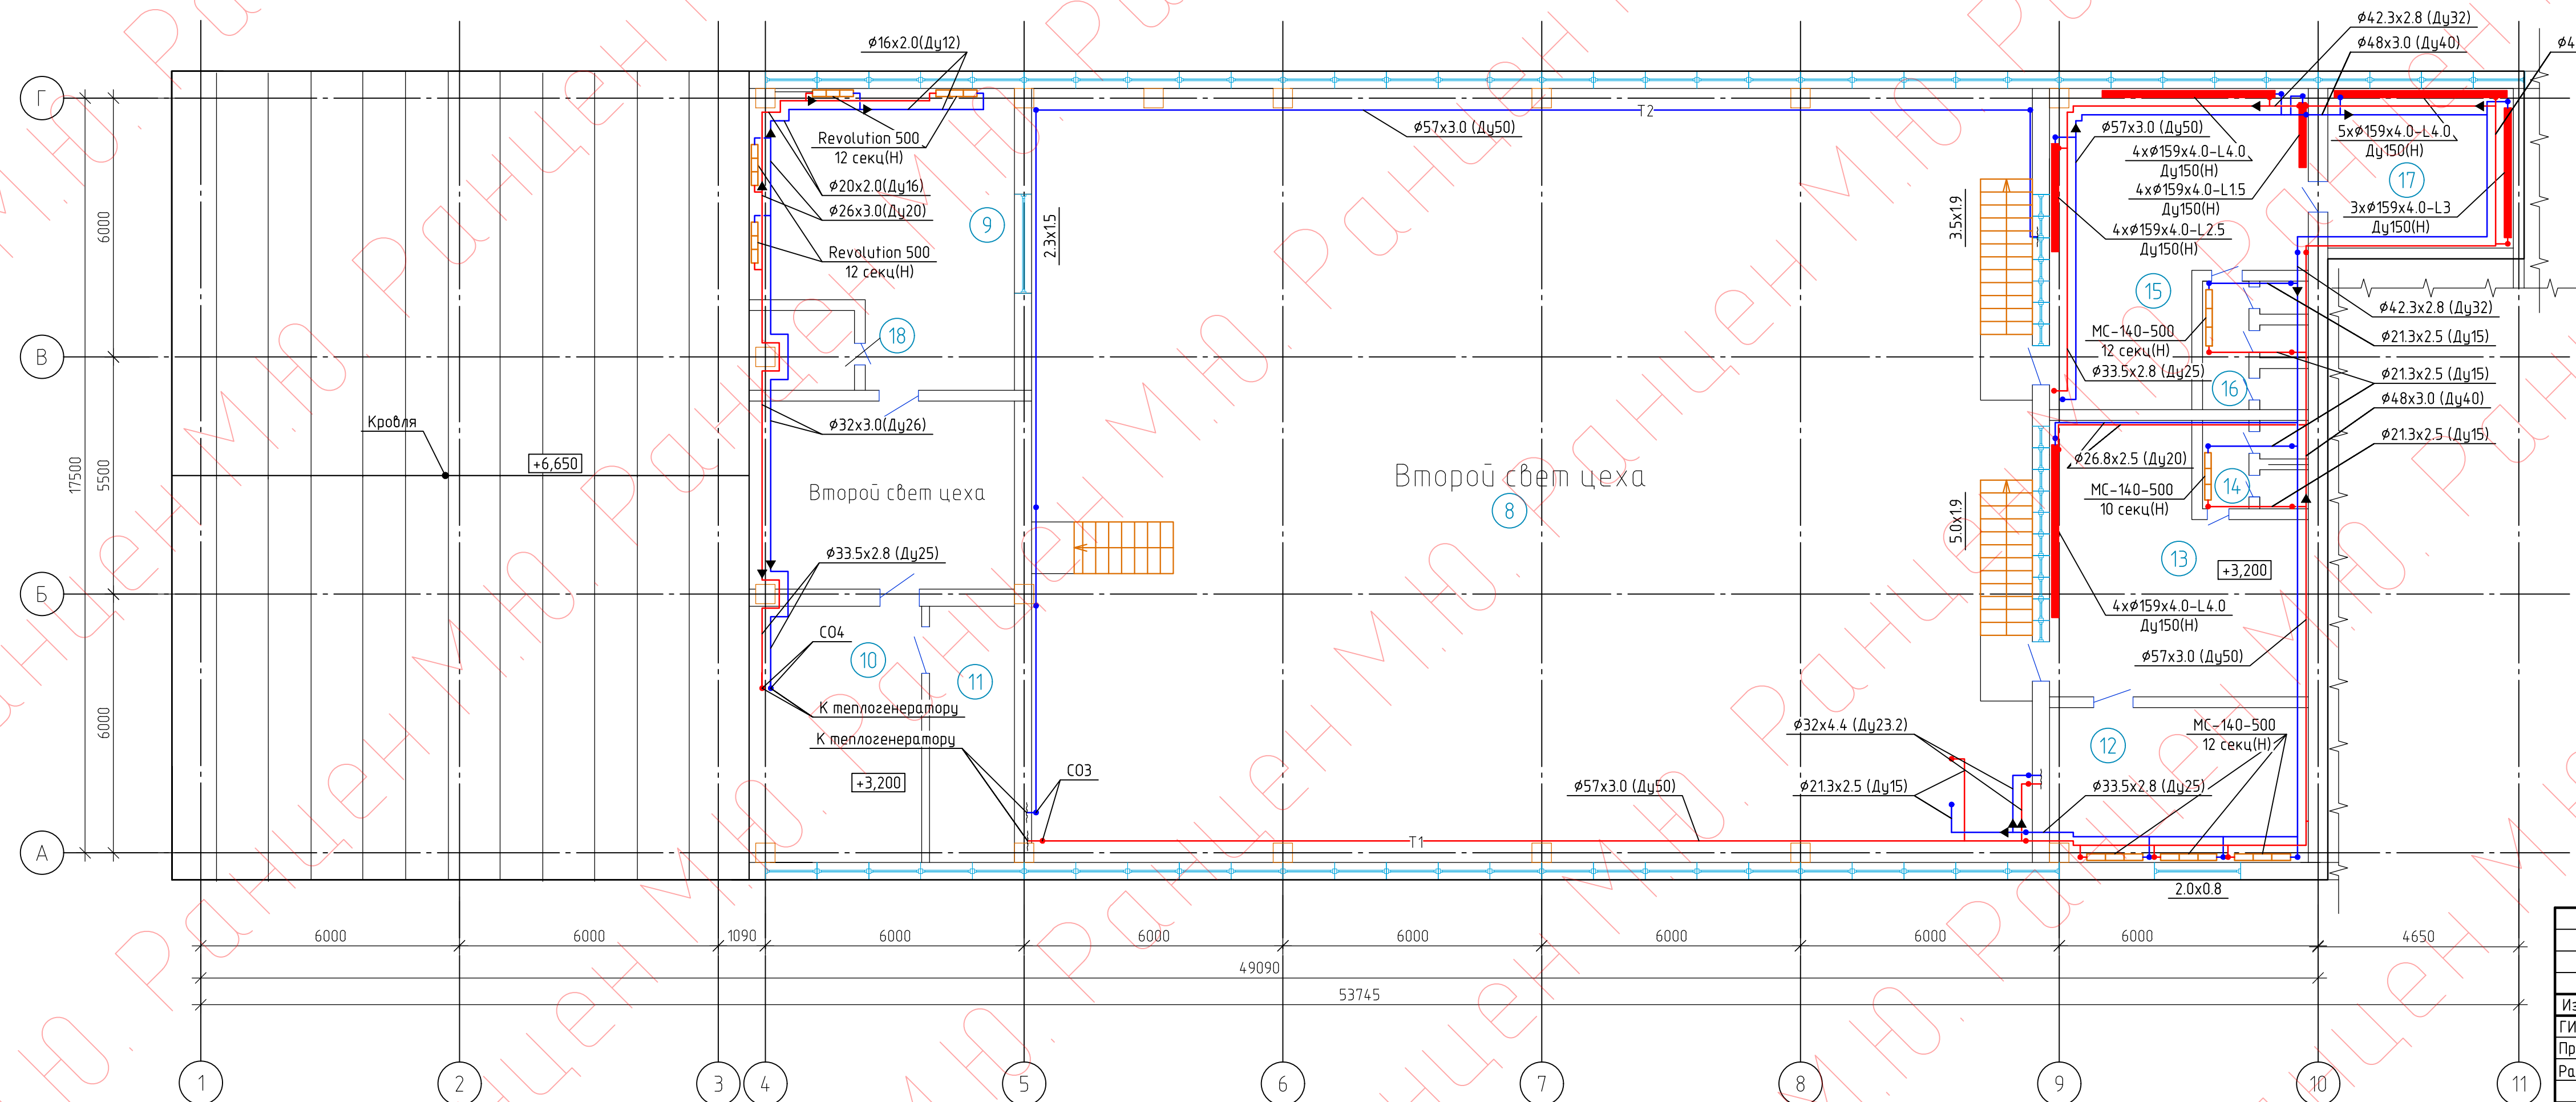 ø16x2.0(Ду12)
ø42.3x2.8 (Ду32)
ø48x3.0 (Ду40)
ø4
Г
Revolution 500
12 секц(Н)
ø57x3.0 (Ду50)
T2
ø57x3.0 (Ду50)
4xø159x4.0-L4.0
Ду150(Н)
5xø159x4.0-L4.0
Ду150(Н)
17
4xø159x4.0-L1.5
Ду150(Н)
3xø159x4.0-L3
Ду150(Н)
4xø159x4.0-L2.5
Ду150(Н)
ø20x2.0(Ду16)
ø26x3.0(Ду20)
Revolution 500
12 секц(Н)
9
2.3x1.5
3.5x1.9
6000
15
18
ø42.3x2.8 (Ду32)
ø21.3x2.5 (Ду15)
МС-140-500
12 секц(Н)
В
ø33.5x2.8 (Ду25)
16
ø21.3x2.5 (Ду15)
ø48x3.0 (Ду40)
ø21.3x2.5 (Ду15)
Кровля
+6,650
ø32x3.0(Ду26)
17500
5500
Второй свет цеха
Второй свет цеха
8
ø26.8x2.5 (Ду20)
МС-140-500
10 секц(Н)
14
5.0x1.9
13
+3,200
ø33.5x2.8 (Ду25)
Б
4xø159x4.0-L4.0
Ду150(Н)
СО4
10
11
ø57x3.0 (Ду50)
К теплогенератору
К теплогенератору
6000
СО3
+3,200
ø57x3.0 (Ду50)
T1
ø32x4.4 (Ду23.2)
ø21.3x2.5 (Ду15)
12
МС-140-500
12 секц(Н)
ø33.5x2.8 (Ду25)
А
2.0x0.8
6000
6000
1090
6000
6000
6000
6000
6000
6000
4650
49090
53745
1
2
3
4
5
6
7
8
9
10
11
Из
ГИ
Пр
Ра
М.Ю. Ранцен